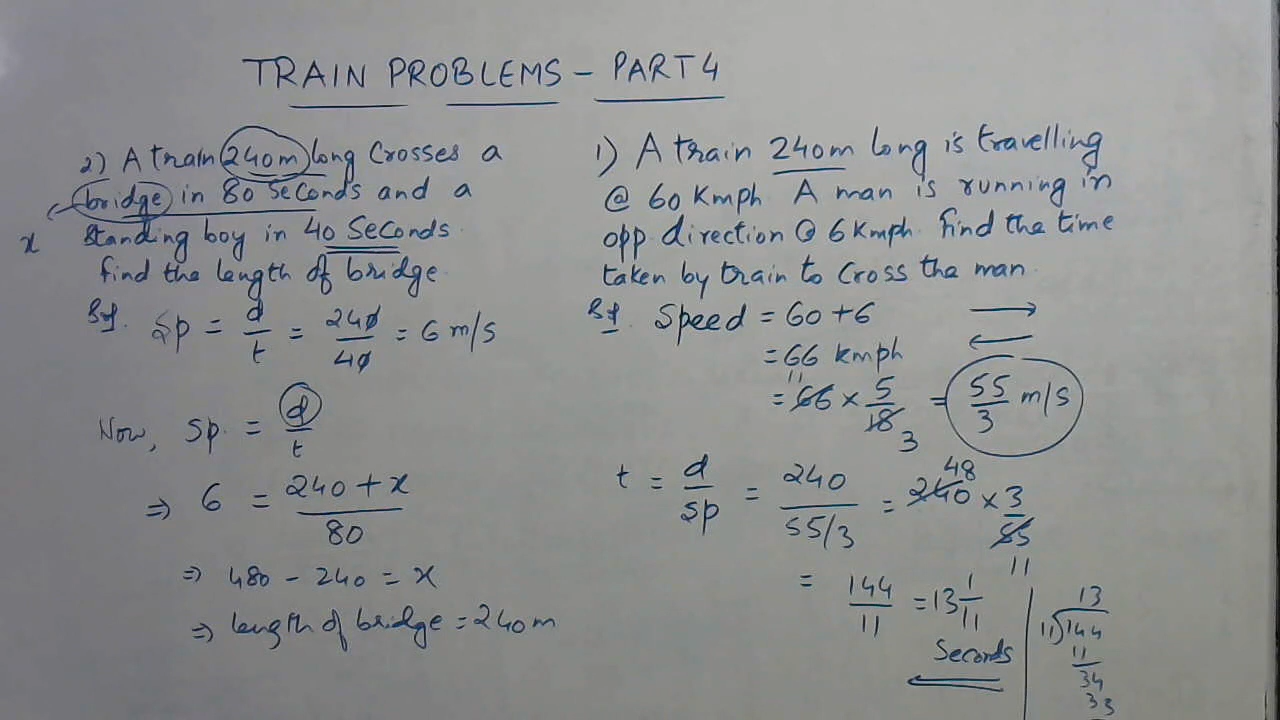 TRAIN PROBLEMS - PART 4
2) A train 240m long Crosses a
bridge in 80 Seconds and a
x
Standing boy in 40 Seconds.
find the length of bridge.
Sp = d/t = 240/40 = 6 m/s
Now, Sp. = d/t
⇒ 6 = 240 + x / 80
⇒ 480 - 240 = x
⇒ length of bridge = 240m
1) A train 240m long is travelling
@ 60 Kmph. A man is running in
opp. direction @ 6 Kmph. find the time
taken by train to Cross the man.
Speed = 60 + 6
= 66 kmph
11
= 66 × 5/18 = 55/3 m/s
3
t = d/sp = 240 / 55/3 = 240 × 3/55
48
11
= 144/11 = 13 1/11
Seconds
13
11)144
11
34
33